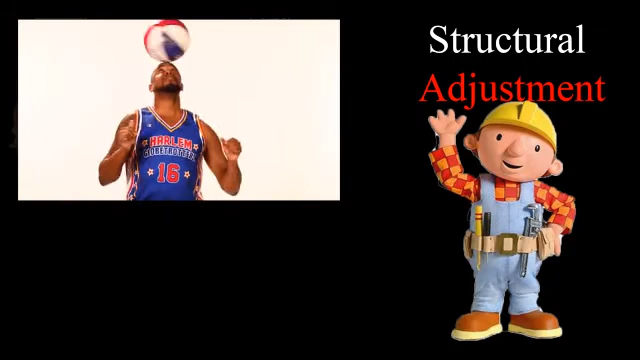 HARLEM
GLOBETROTTERS
16
Structural
Adjustment